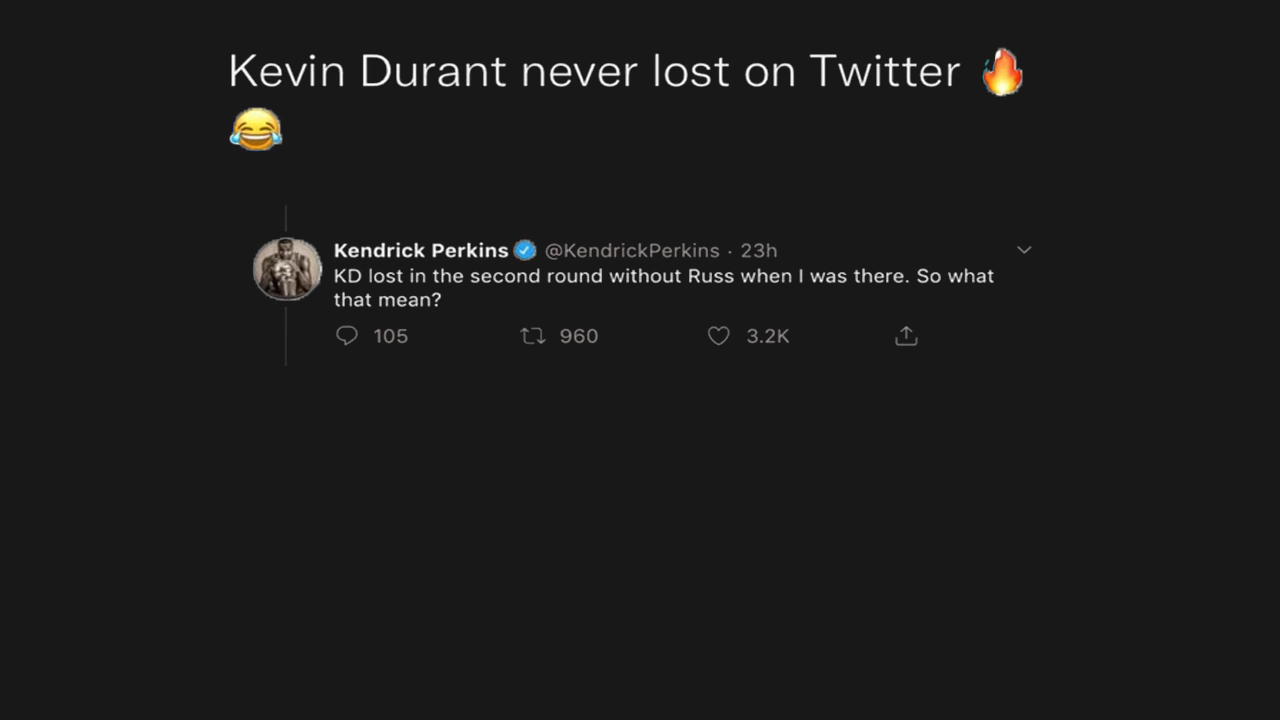 Kevin Durant never lost on Twitter 🔥
😂
Kendrick Perkins @KendrickPerkins · 23h
KD lost in the second round without Russ when I was there. So what
that mean?
105 960 3.2K